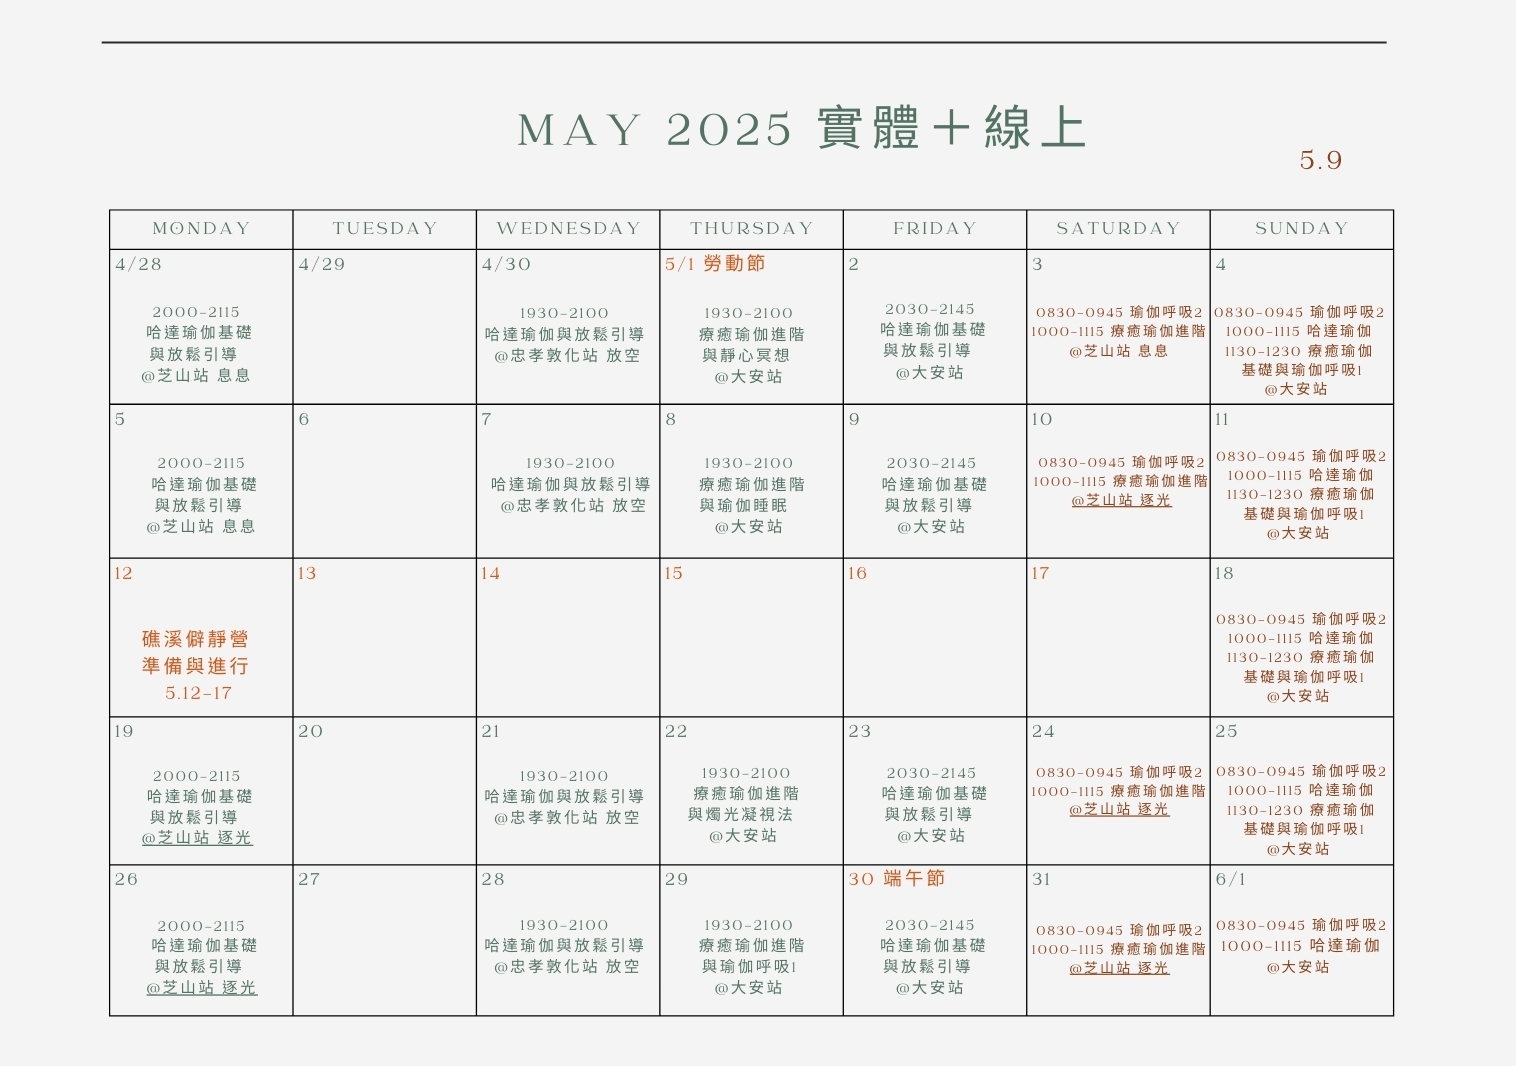 MAY 2025 實體＋線上
5.9
MONDAY
TUESDAY
WEDNESDAY
THURSDAY
FRIDAY
SATURDAY
SUNDAY
4/28
2000-2115
哈達瑜伽基礎
與放鬆引導
@芝山站 息息
4/29
4/30
1930-2100
哈達瑜伽與放鬆引導
@忠孝敦化站 放空
5/1 勞動節
1930-2100
療癒瑜伽進階
與靜心冥想
@大安站
2
2030-2145
哈達瑜伽基礎
與放鬆引導
@大安站
3
0830-0945 瑜伽呼吸2
1000-1115 療癒瑜伽進階
@芝山站 息息
4
0830-0945 瑜伽呼吸2
1000-1115 哈達瑜伽
1130-1230 療癒瑜伽
基礎與瑜伽呼吸1
@大安站
5
2000-2115
哈達瑜伽基礎
與放鬆引導
@芝山站 息息
6
7
1930-2100
哈達瑜伽與放鬆引導
@忠孝敦化站 放空
8
1930-2100
療癒瑜伽進階
與瑜伽睡眠
@大安站
9
2030-2145
哈達瑜伽基礎
與放鬆引導
@大安站
10
0830-0945 瑜伽呼吸2
1000-1115 療癒瑜伽進階
@芝山站 逐光
11
0830-0945 瑜伽呼吸2
1000-1115 哈達瑜伽
1130-1230 療癒瑜伽
基礎與瑜伽呼吸1
@大安站
12
礁溪僻靜營
準備與進行
5.12-17
13
14
15
16
17
18
0830-0945 瑜伽呼吸2
1000-1115 哈達瑜伽
1130-1230 療癒瑜伽
基礎與瑜伽呼吸1
@大安站
19
2000-2115
哈達瑜伽基礎
與放鬆引導
@芝山站 逐光
20
21
1930-2100
哈達瑜伽與放鬆引導
@忠孝敦化站 放空
22
1930-2100
療癒瑜伽進階
與燭光凝視法
@大安站
23
2030-2145
哈達瑜伽基礎
與放鬆引導
@大安站
24
0830-0945 瑜伽呼吸2
1000-1115 療癒瑜伽進階
@芝山站 逐光
25
0830-0945 瑜伽呼吸2
1000-1115 哈達瑜伽
1130-1230 療癒瑜伽
基礎與瑜伽呼吸1
@大安站
26
2000-2115
哈達瑜伽基礎
與放鬆引導
@芝山站 逐光
27
28
1930-2100
哈達瑜伽與放鬆引導
@忠孝敦化站 放空
29
1930-2100
療癒瑜伽進階
與瑜伽呼吸1
@大安站
30 端午節
2030-2145
哈達瑜伽基礎
與放鬆引導
@大安站
31
0830-0945 瑜伽呼吸2
1000-1115 療癒瑜伽進階
@芝山站 逐光
6/1
0830-0945 瑜伽呼吸2
1000-1115 哈達瑜伽
@大安站